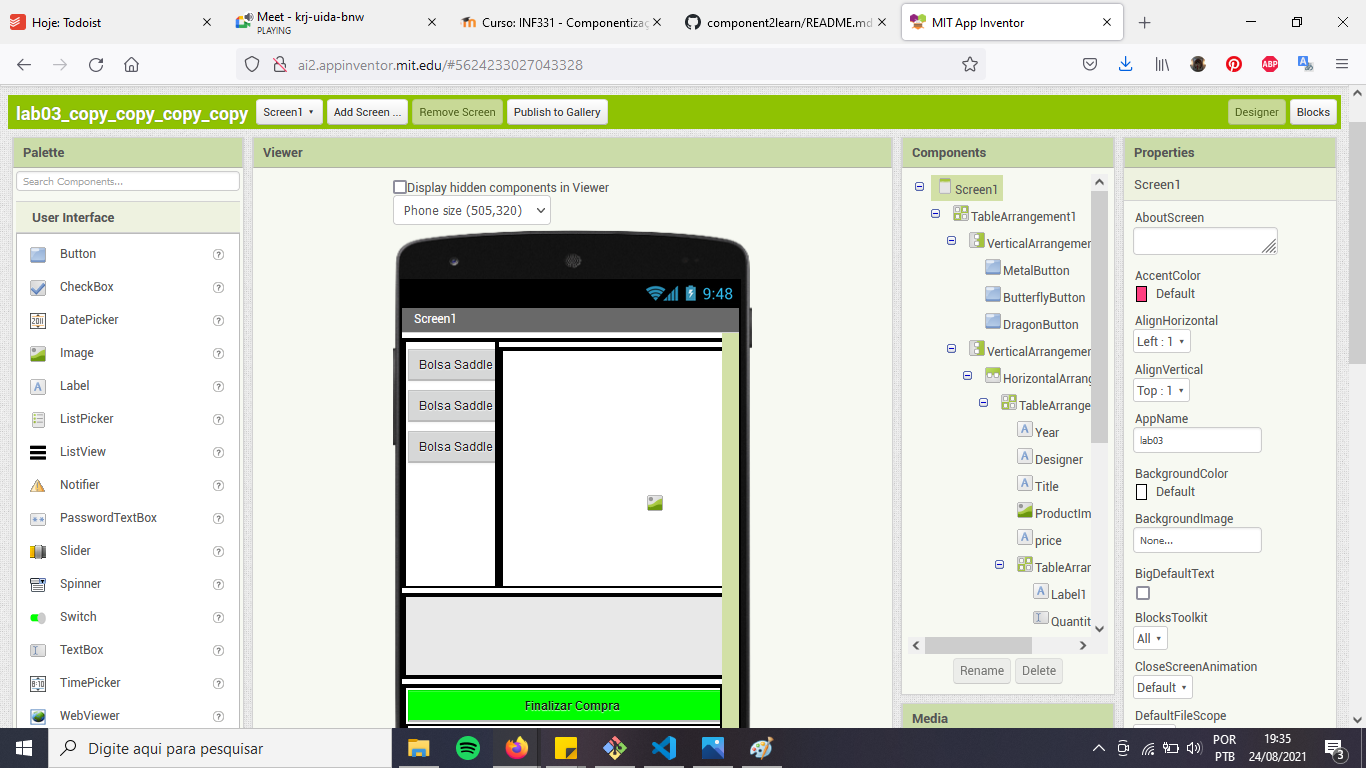 Hoje: Todoist
Meet - krj-uida-bnw
PLAYING
Curso: INF331 - Componentizaç
component2learn/README.md
MIT App Inventor
ai2.appinventor.mit.edu/#5624233027043328
ABP
lab03_copy_copy_copy_copy
Screen1
Add Screen ...
Remove Screen
Publish to Gallery
Designer
Blocks
Palette
Viewer
Components
Properties
Search Components...
User Interface
Button
CheckBox
DatePicker
Image
Label
ListPicker
ListView
Notifier
PasswordTextBox
Slider
Spinner
Switch
TextBox
TimePicker
WebViewer
Display hidden components in Viewer
Phone size (505,320)
9:48
Screen1
Bolsa Saddle
Bolsa Saddle
Bolsa Saddle
Finalizar Compra
Screen1
TableArrangement1
VerticalArrangemer
MetalButton
ButterflyButton
DragonButton
VerticalArrangemer
HorizontalArrang
TableArrange
Year
Designer
Title
ProductIm
price
TableArran
Label1
Quantit
Rename
Delete
Media
Screen1
AboutScreen
AccentColor
Default
AlignHorizontal
Left : 1
AlignVertical
Top : 1
AppName
lab03
BackgroundColor
Default
BackgroundImage
None...
BigDefaultText
BlocksToolkit
All
CloseScreenAnimation
Default
DefaultFileScope
Digite aqui para pesquisar
POR
PTB
19:35
24/08/2021
3